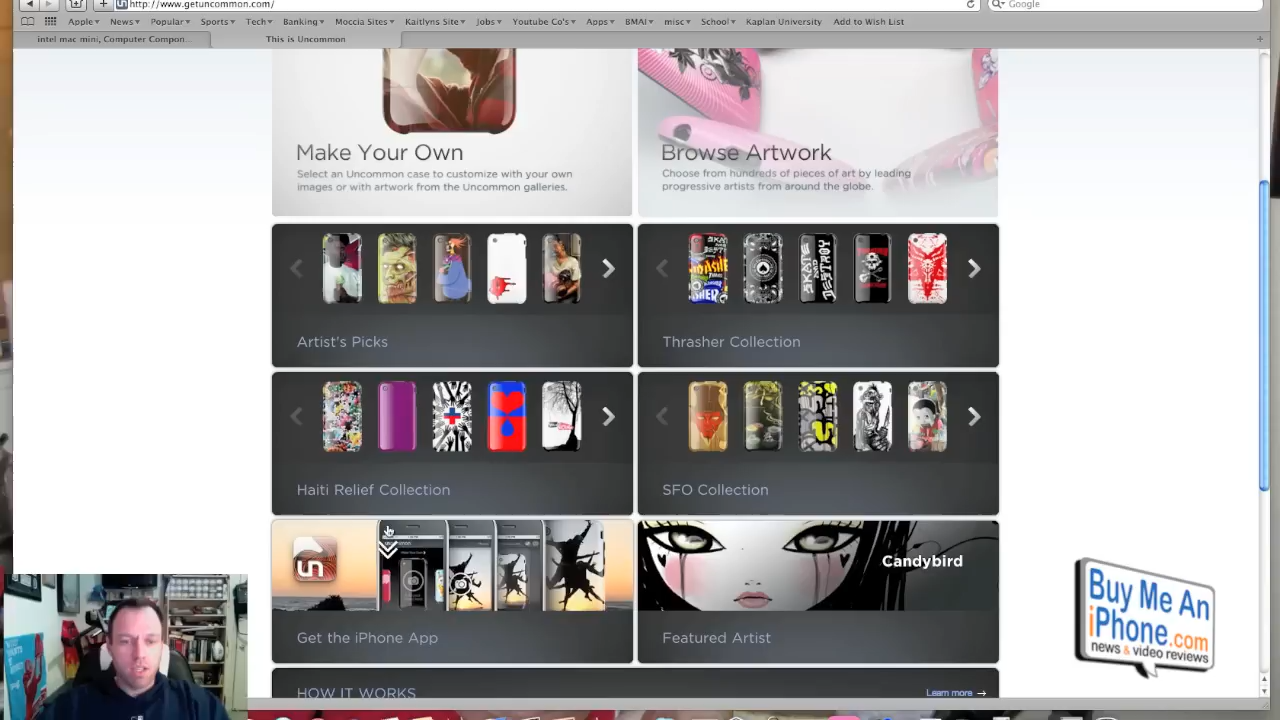 http://www.getuncommon.com/
Google
Apple News Popular Sports Tech Banking Moccia Sites Kaitlyns Site Jobs Youtube Co's Apps BMAI misc School Kaplan University Add to Wish List
intel mac mini, Computer Compon...
This is Uncommon
Make Your Own
Select an Uncommon case to customize with your own
images or with artwork from the Uncommon galleries.
Browse Artwork
Choose from hundreds of pieces of art by leading
progressive artists from around the globe.
SKATE
AND
DESTROY
Artist's Picks
Thrasher Collection
Haiti Relief Collection
SFO Collection
un
Candybird
Get the iPhone App
Featured Artist
HOW IT WORKS
Learn more →
Buy Me An
iPhone.com
news & video reviews